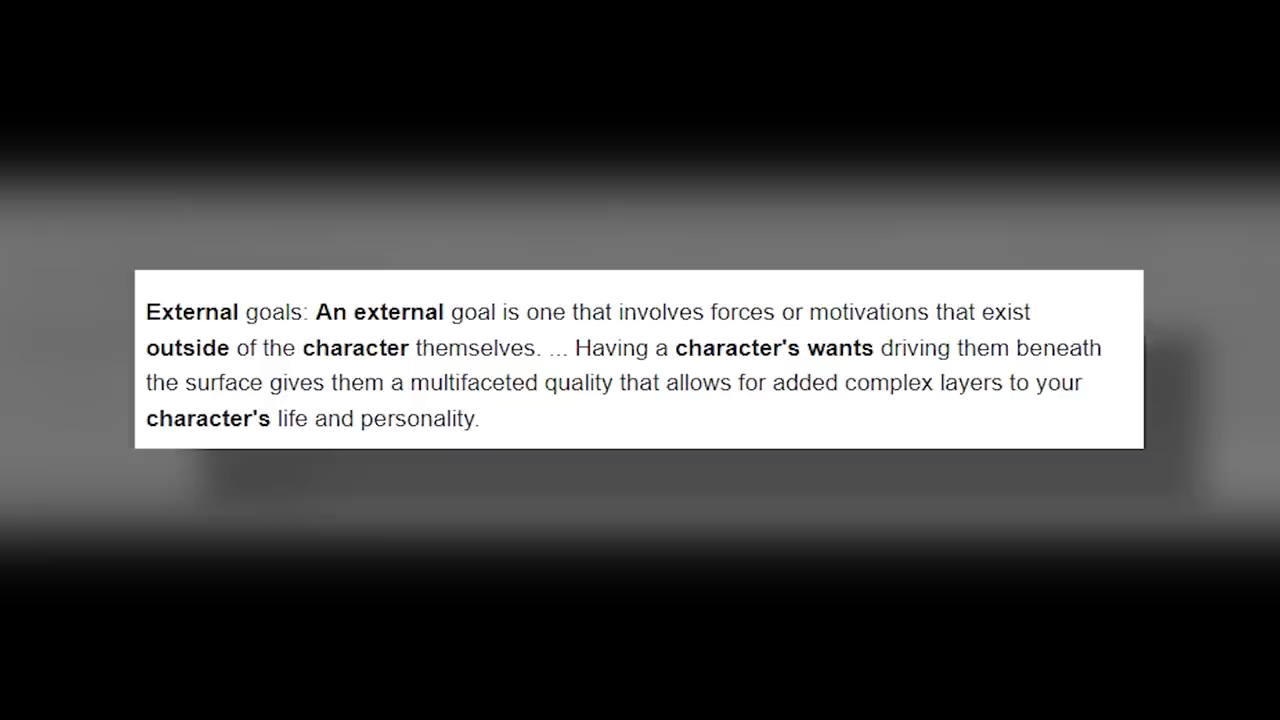 External goals: An external goal is one that involves forces or motivations that exist
outside of the character themselves. ... Having a character's wants driving them beneath
the surface gives them a multifaceted quality that allows for added complex layers to your
character's life and personality.